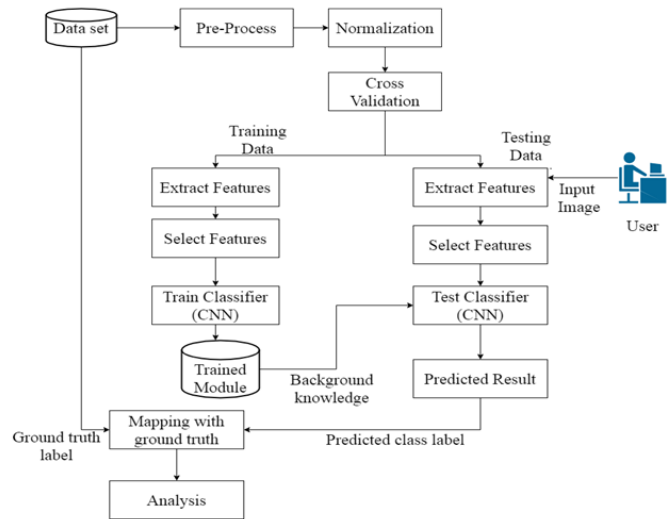 Data set
Pre-Process
Normalization
Cross
Validation
Training
Data
Testing
Data
Extract Features
Extract Features
Input
Image
User
Select Features
Select Features
Train Classifier
(CNN)
Test Classifier
(CNN)
Trained
Module
Background
knowledge
Predicted Result
Ground truth
label
Mapping with
ground truth
Predicted class label
Analysis